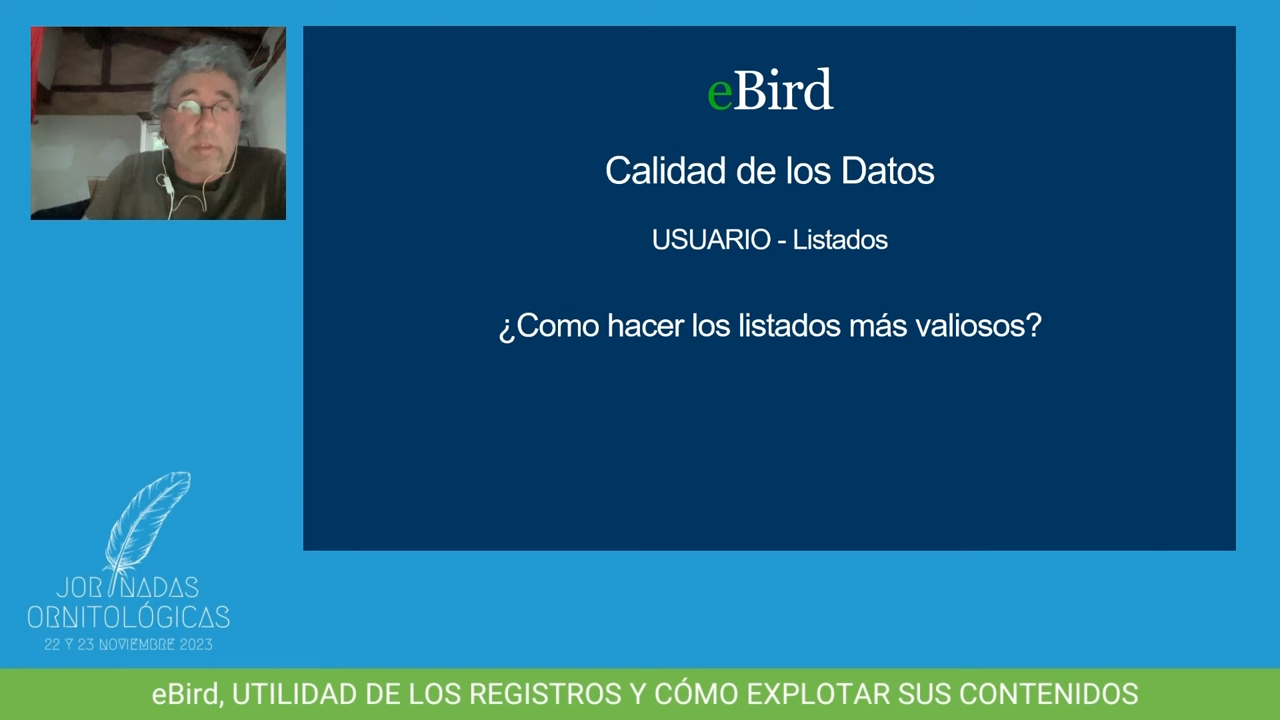 eBird
Calidad de los Datos
USUARIO - Listados
¿Como hacer los listados más valiosos?
JORNADAS
ORNITOLÓGICAS
22 Y 23 NOVIEMBRE 2023
eBird, UTILIDAD DE LOS REGISTROS Y CÓMO EXPLOTAR SUS CONTENIDOS